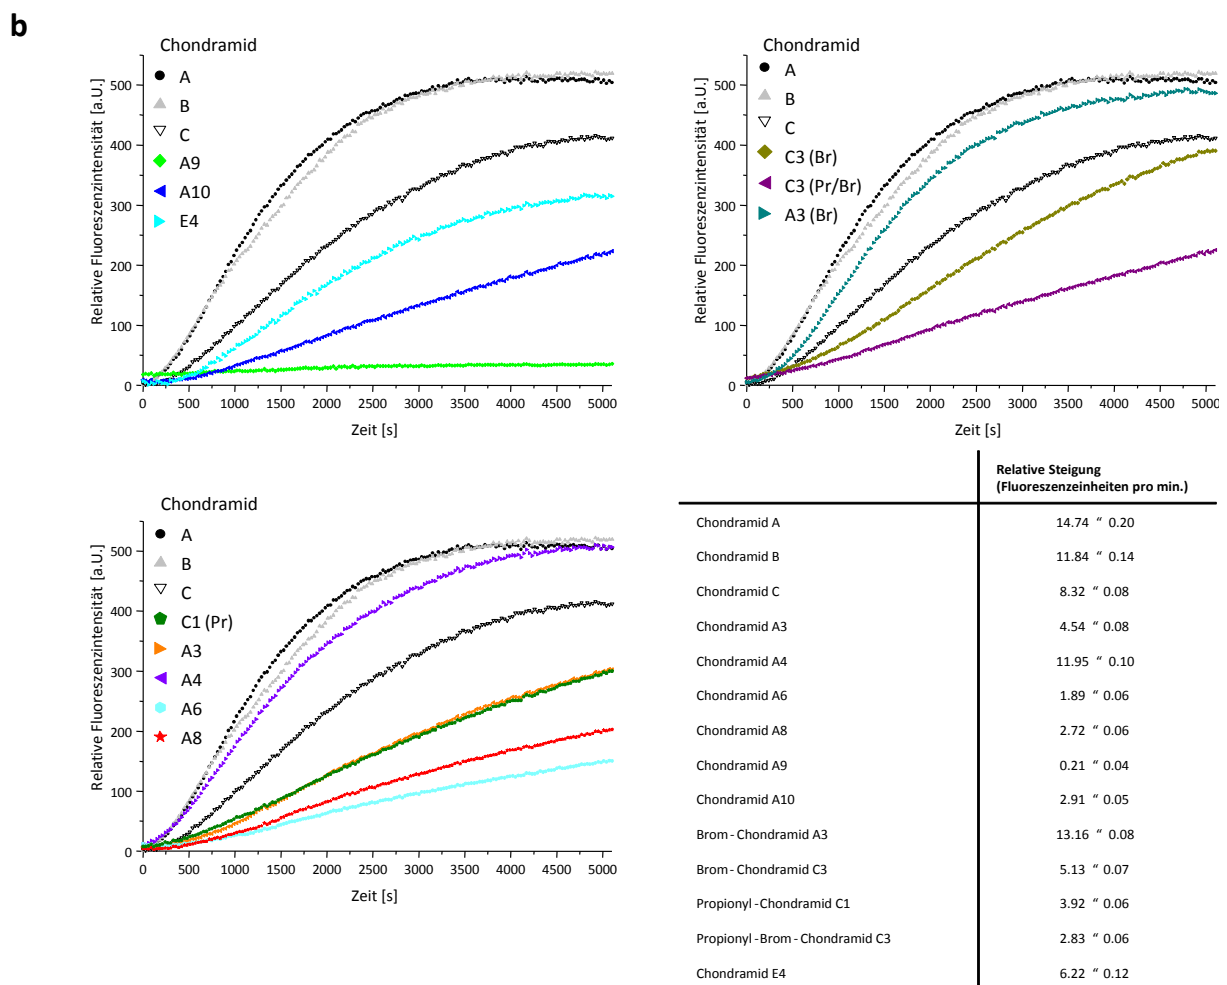 b
Chondramid
A
B
C
A9
A10
E4
Relative Fluoreszenzintensität [a.U.]
500
400
300
200
100
0
0 500 1000 1500 2000 2500 3000 3500 4000 4500 5000
Zeit [s]
Chondramid
A
B
C
C3 (Br)
C3 (Pr/Br)
A3 (Br)
Relative Fluoreszenzintensität [a.U.]
500
400
300
200
100
0
0 500 1000 1500 2000 2500 3000 3500 4000 4500 5000
Zeit [s]
Chondramid
A
B
C
C1 (Pr)
A3
A4
A6
A8
Relative Fluoreszenzintensität [a.U.]
500
400
300
200
100
0
0 500 1000 1500 2000 2500 3000 3500 4000 4500 5000
Zeit [s]
Relative Steigung
(Fluoreszenzeinheiten pro min.)
Chondramid A 14.74 “ 0.20
Chondramid B 11.84 “ 0.14
Chondramid C 8.32 “ 0.08
Chondramid A3 4.54 “ 0.08
Chondramid A4 11.95 “ 0.10
Chondramid A6 1.89 “ 0.06
Chondramid A8 2.72 “ 0.06
Chondramid A9 0.21 “ 0.04
Chondramid A10 2.91 “ 0.05
Brom-Chondramid A3 13.16 “ 0.08
Brom-Chondramid C3 5.13 “ 0.07
Propionyl-Chondramid C1 3.92 “ 0.06
Propionyl-Brom-Chondramid C3 2.83 “ 0.06
Chondramid E4 6.22 “ 0.12